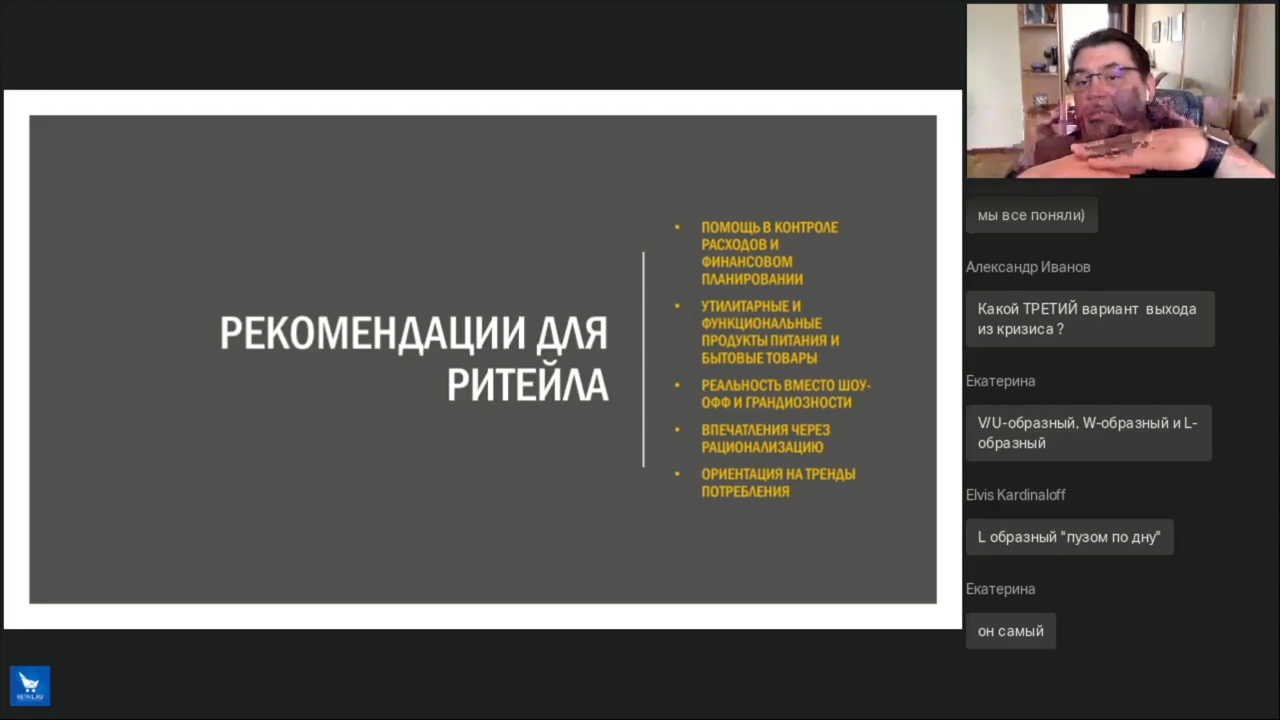 РЕКОМЕНДАЦИИ ДЛЯ
РИТЕЙЛА
• ПОМОЩЬ В КОНТРОЛЕ
РАСХОДОВ И
ФИНАНСОВОМ
ПЛАНИРОВАНИИ
• УТИЛИТАРНЫЕ И
ФУНКЦИОНАЛЬНЫЕ
ПРОДУКТЫ ПИТАНИЯ И
БЫТОВЫЕ ТОВАРЫ
• РЕАЛЬНОСТЬ ВМЕСТО ШОУ-
ОФФ И ГРАНДИОЗНОСТИ
• ВПЕЧАТЛЕНИЯ ЧЕРЕЗ
РАЦИОНАЛИЗАЦИЮ
• ОРИЕНТАЦИЯ НА ТРЕНДЫ
ПОТРЕБЛЕНИЯ
мы все поняли)
Александр Иванов
Какой ТРЕТИЙ вариант выхода
из кризиса ?
Екатерина
V/U-образный, W-образный и L-
образный
Elvis Kardinaloff
L образный "пузом по дну"
Екатерина
он самый
RETAIL.RU